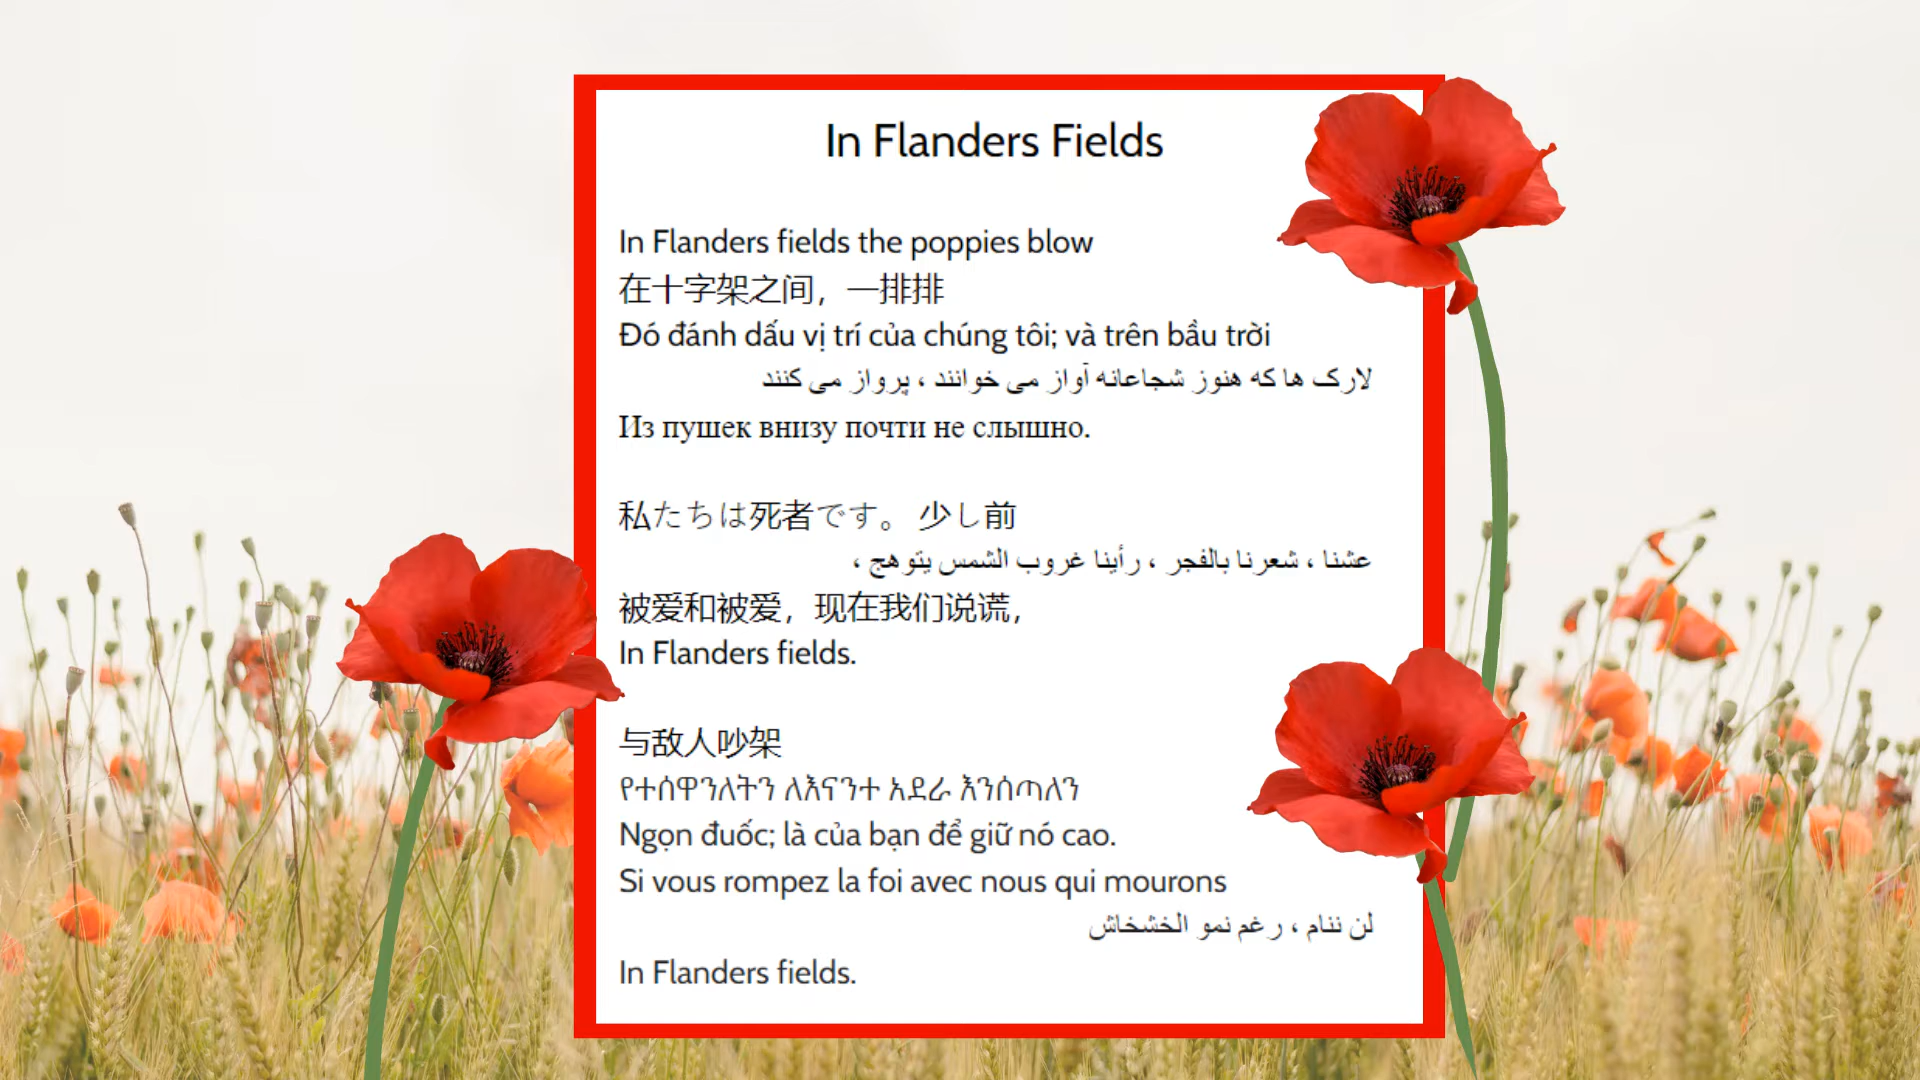 In Flanders Fields
In Flanders fields the poppies blow
在十字架之间，一排排
Đó đánh dấu vị trí của chúng tôi; và trên bầu trời
لارک ها که هنوز شجاعانه آواز می خوانند ، پرواز می کنند
Из пушек внизу почти не слышно.
私たちは死者です。 少し前
عشنا ، شعرنا بالفجر ، رأينا غروب الشمس يتوهج ،
被爱和被爱，现在我们说谎，
In Flanders fields.
与敌人吵架
የተሰዋንለትን ለእናንተ አደራ እንሰጣለን
Ngọn đuốc; là của bạn để giữ nó cao.
Si vous rompez la foi avec nous qui mourons
لن ننام ، رغم نمو الخشخاش
In Flanders fields.